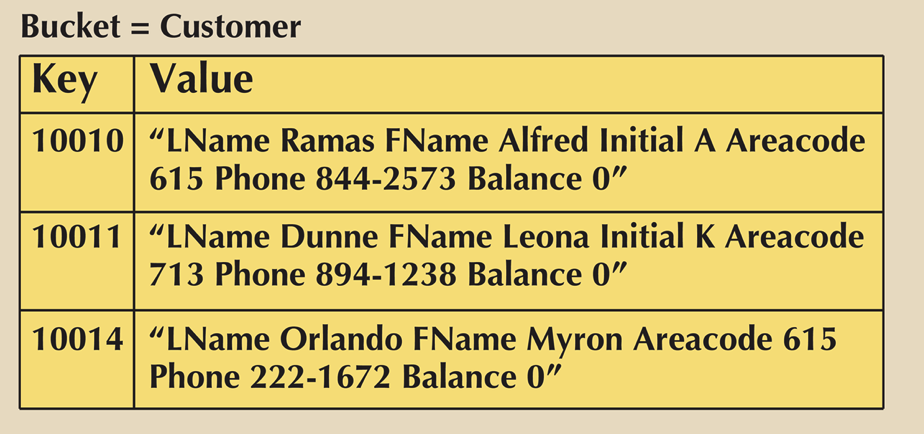 Bucket = Customer
Key Value
10010 “LName Ramas FName Alfred Initial A Areacode
615 Phone 844-2573 Balance 0”
10011 “LName Dunne FName Leona Initial K Areacode
713 Phone 894-1238 Balance 0”
10014 “LName Orlando FName Myron Areacode 615
Phone 222-1672 Balance 0”